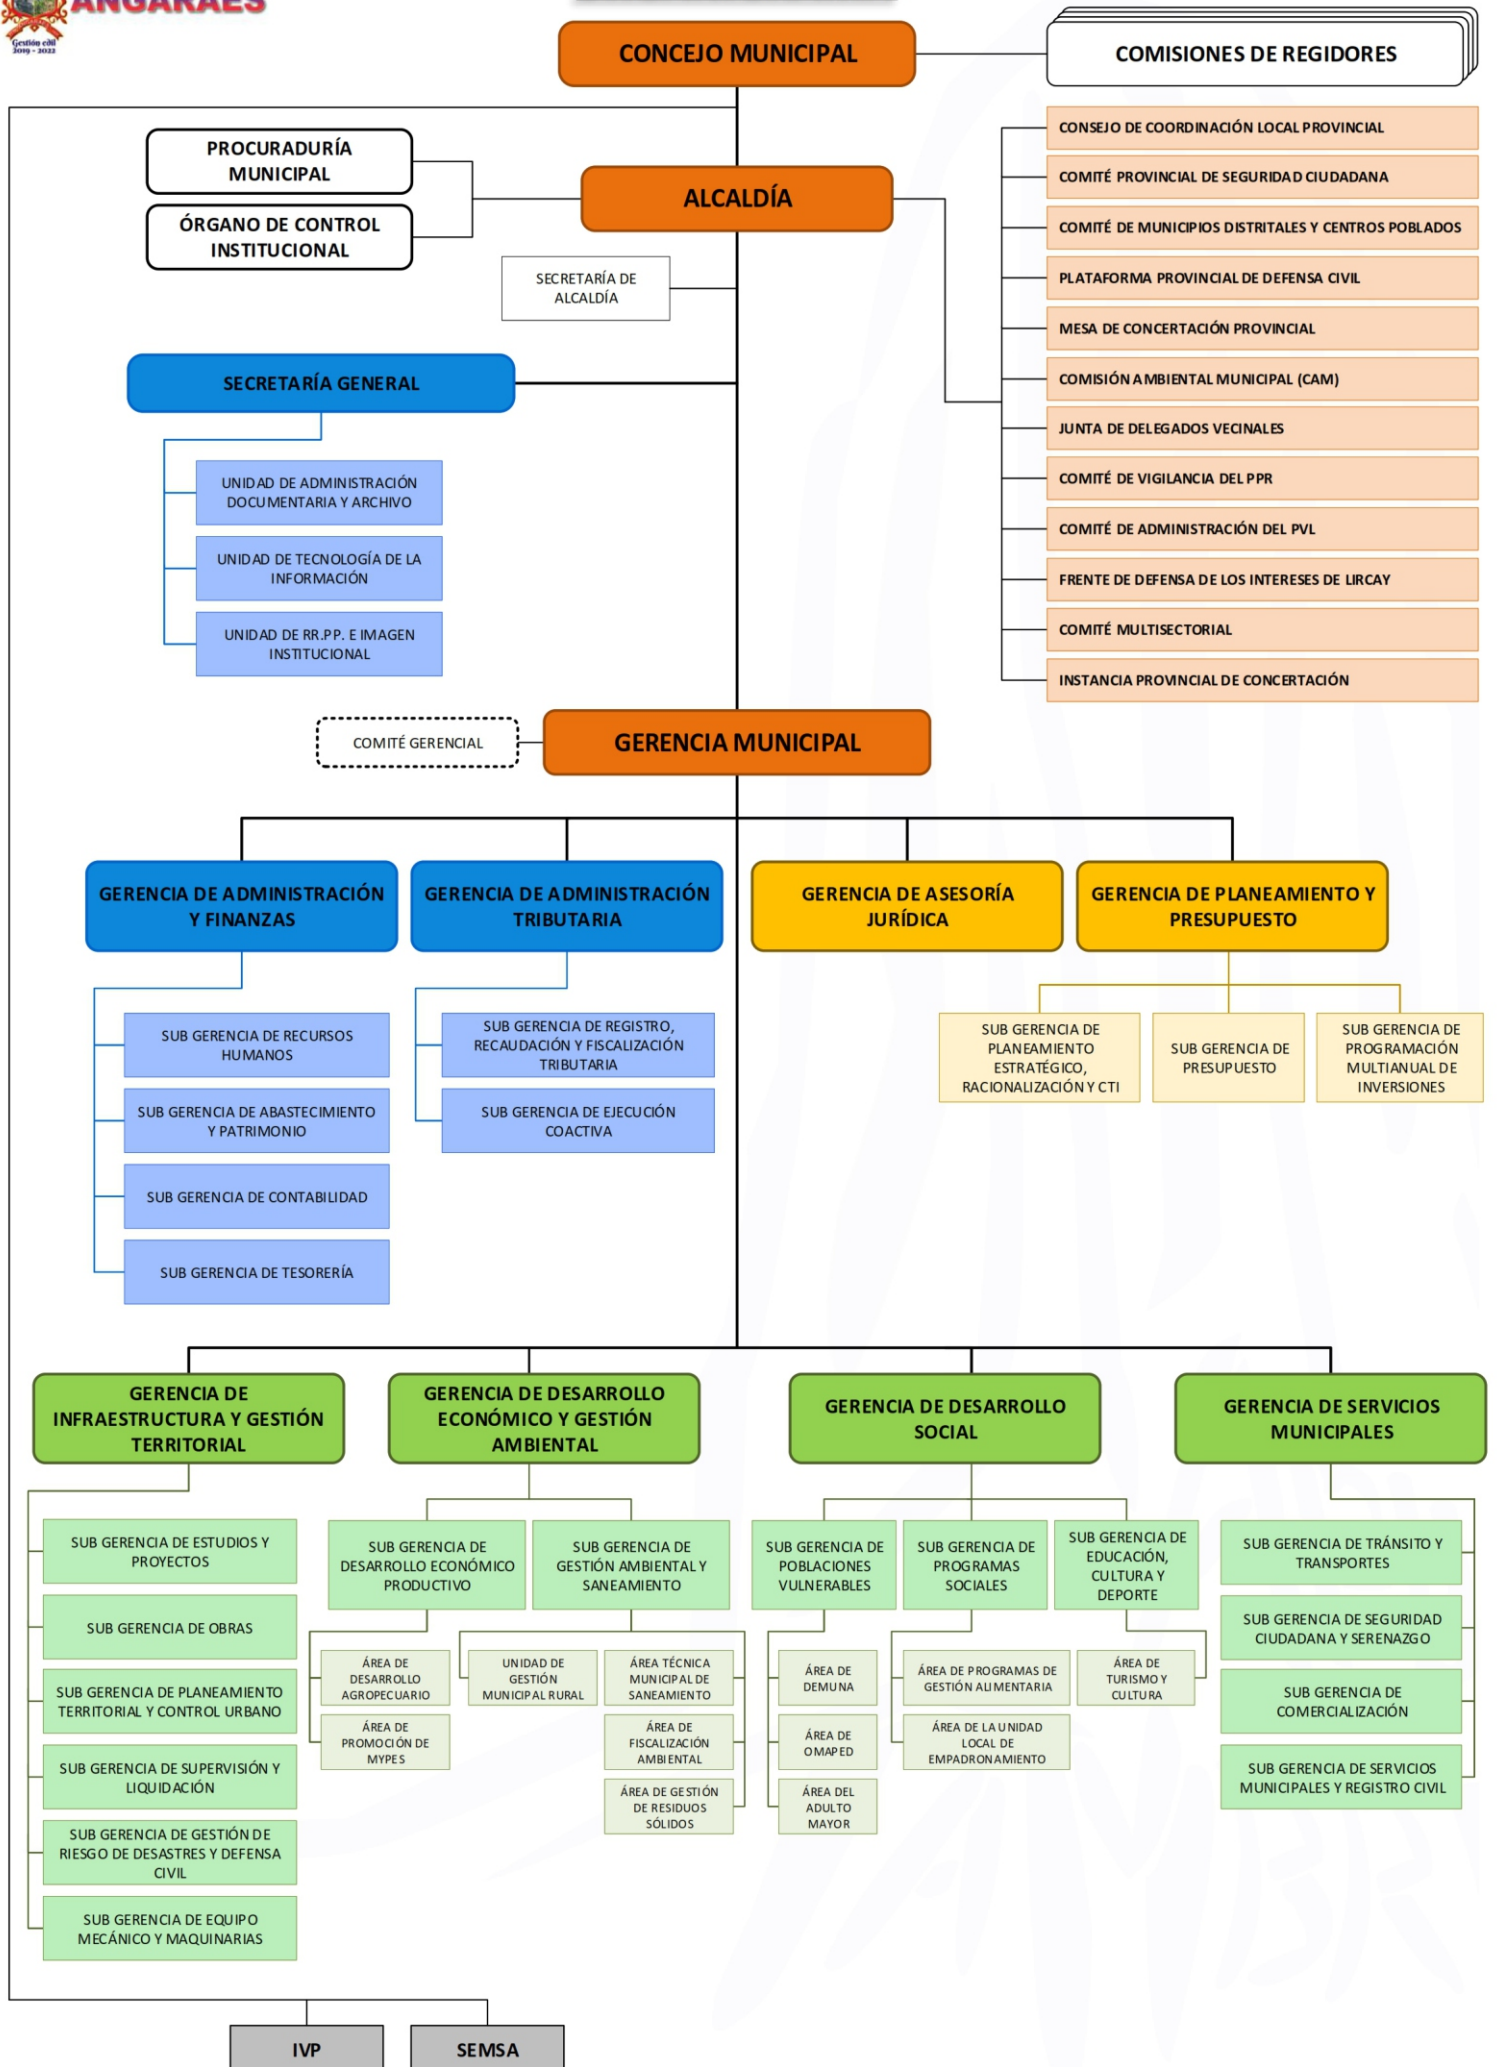 ANGARAES
Gestión edil
2019 - 2022
CONCEJO MUNICIPAL
COMISIONES DE REGIDORES
PROCURADURÍA
MUNICIPAL
ÓRGANO DE CONTROL
INSTITUCIONAL
ALCALDÍA
SECRETARÍA DE
ALCALDÍA
CONSEJO DE COORDINACIÓN LOCAL PROVINCIAL
COMITÉ PROVINCIAL DE SEGURIDAD CIUDADANA
COMITÉ DE MUNICIPIOS DISTRITALES Y CENTROS POBLADOS
PLATAFORMA PROVINCIAL DE DEFENSA CIVIL
MESA DE CONCERTACIÓN PROVINCIAL
COMISIÓN AMBIENTAL MUNICIPAL (CAM)
JUNTA DE DELEGADOS VECINALES
COMITÉ DE VIGILANCIA DEL PPR
COMITÉ DE ADMINISTRACIÓN DEL PVL
FRENTE DE DEFENSA DE LOS INTERESES DE LIRCAY
COMITÉ MULTISECTORIAL
INSTANCIA PROVINCIAL DE CONCERTACIÓN
SECRETARÍA GENERAL
UNIDAD DE ADMINISTRACIÓN
DOCUMENTARIA Y ARCHIVO
UNIDAD DE TECNOLOGÍA DE LA
INFORMACIÓN
UNIDAD DE RR.PP. E IMAGEN
INSTITUCIONAL
COMITÉ GERENCIAL
GERENCIA MUNICIPAL
GERENCIA DE ADMINISTRACIÓN
Y FINANZAS
GERENCIA DE ADMINISTRACIÓN
TRIBUTARIA
GERENCIA DE ASESORÍA
JURÍDICA
GERENCIA DE PLANEAMIENTO Y
PRESUPUESTO
SUB GERENCIA DE RECURSOS
HUMANOS
SUB GERENCIA DE ABASTECIMIENTO
Y PATRIMONIO
SUB GERENCIA DE CONTABILIDAD
SUB GERENCIA DE TESORERÍA
SUB GERENCIA DE REGISTRO,
RECAUDACIÓN Y FISCALIZACIÓN
TRIBUTARIA
SUB GERENCIA DE EJECUCIÓN
COACTIVA
SUB GERENCIA DE
PLANEAMIENTO
ESTRATÉGICO,
RACIONALIZACIÓN Y CTI
SUB GERENCIA DE
PRESUPUESTO
SUB GERENCIA DE
PROGRAMACIÓN
MULTIANUAL DE
INVERSIONES
GERENCIA DE
INFRAESTRUCTURA Y GESTIÓN
TERRITORIAL
GERENCIA DE DESARROLLO
ECONÓMICO Y GESTIÓN
AMBIENTAL
GERENCIA DE DESARROLLO
SOCIAL
GERENCIA DE SERVICIOS
MUNICIPALES
SUB GERENCIA DE ESTUDIOS Y
PROYECTOS
SUB GERENCIA DE OBRAS
SUB GERENCIA DE PLANEAMIENTO
TERRITORIAL Y CONTROL URBANO
SUB GERENCIA DE SUPERVISIÓN Y
LIQUIDACIÓN
SUB GERENCIA DE GESTIÓN DE
RIESGO DE DESASTRES Y DEFENSA
CIVIL
SUB GERENCIA DE EQUIPO
MECÁNICO Y MAQUINARIAS
SUB GERENCIA DE
DESARROLLO ECONÓMICO
PRODUCTIVO
ÁREA DE
DESARROLLO
AGROPECUARIO
ÁREA DE
PROMOCIÓN DE
MYPES
SUB GERENCIA DE
GESTIÓN AMBIENTAL Y
SANEAMIENTO
UNIDAD DE
GESTIÓN
MUNICIPAL RURAL
ÁREA TÉCNICA
MUNICIPAL DE
SANEAMIENTO
ÁREA DE
FISCALIZACIÓN
AMBIENTAL
ÁREA DE GESTIÓN
DE RESIDUOS
SÓLIDOS
SUB GERENCIA DE
POBLACIONES
VULNERABLES
ÁREA DE
DEMUNA
ÁREA DE
OMAPED
ÁREA DEL
ADULTO
MAYOR
SUB GERENCIA DE
PROGRAMAS
SOCIALES
ÁREA DE PROGRAMAS DE
GESTIÓN ALIMENTARIA
ÁREA DE LA UNIDAD
LOCAL DE
EMPADRONAMIENTO
SUB GERENCIA DE
EDUCACIÓN,
CULTURA Y
DEPORTE
ÁREA DE
TURISMO Y
CULTURA
SUB GERENCIA DE TRÁNSITO Y
TRANSPORTES
SUB GERENCIA DE SEGURIDAD
CIUDADANA Y SERENAZGO
SUB GERENCIA DE
COMERCIALIZACIÓN
SUB GERENCIA DE SERVICIOS
MUNICIPALES Y REGISTRO CIVIL
IVP
SEMSA